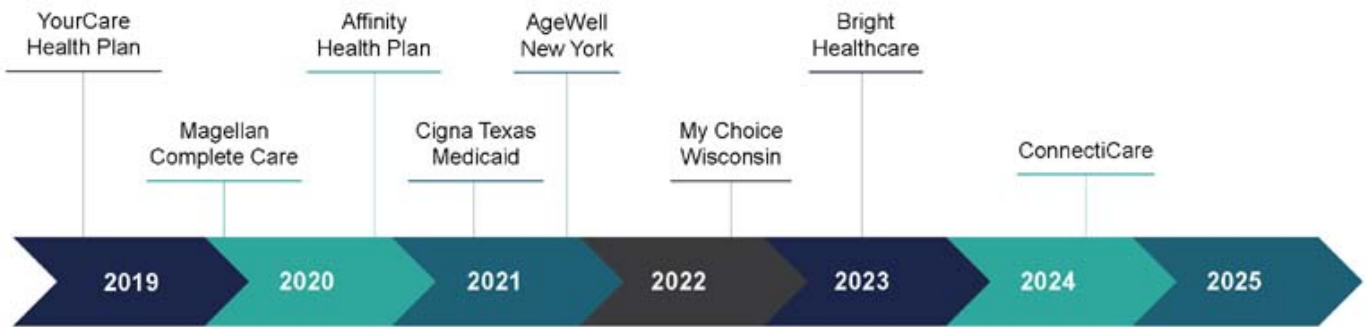 YourCare
Health Plan
Affinity
Health Plan
AgeWell
New York
Bright
Healthcare
Magellan
Complete Care
Cigna Texas
Medicaid
My Choice
Wisconsin
ConnectiCare
2019
2020
2021
2022
2023
2024
2025